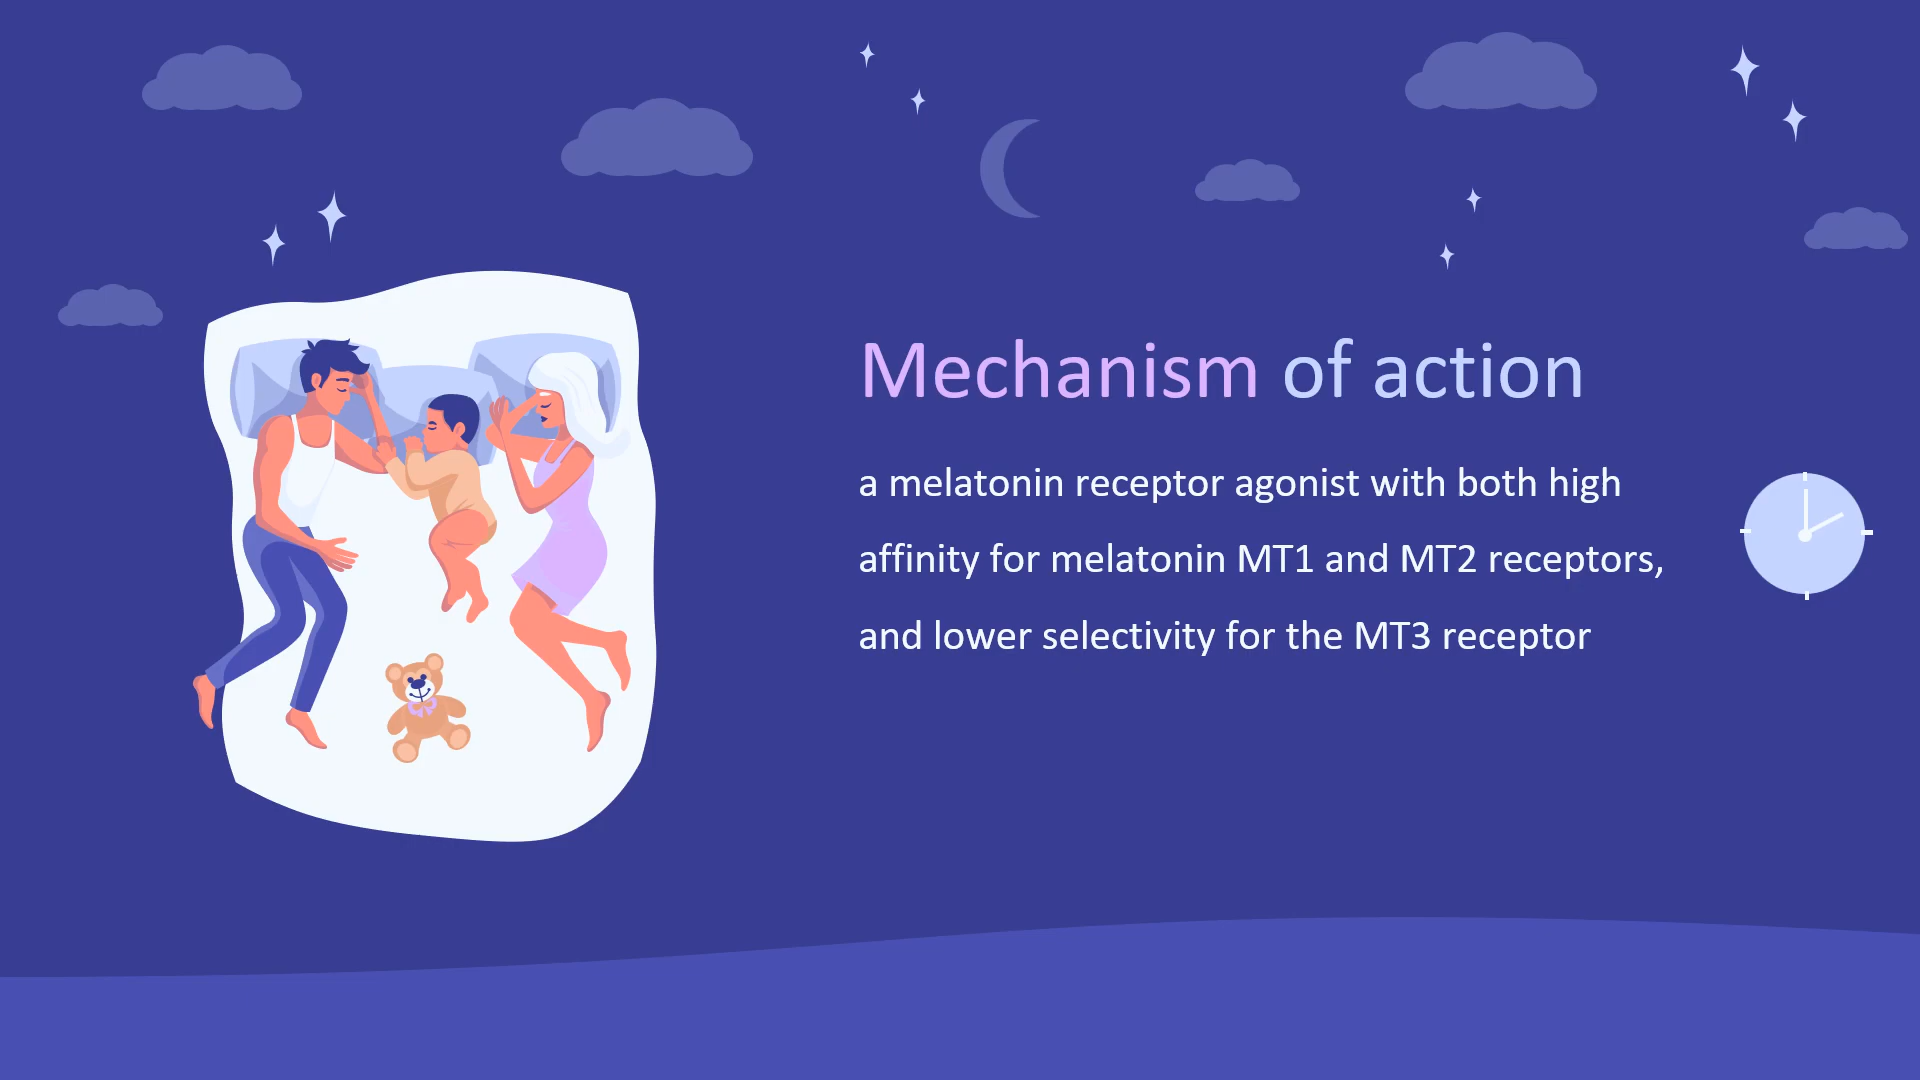 Mechanism of action
a melatonin receptor agonist with both high
affinity for melatonin MT1 and MT2 receptors,
and lower selectivity for the MT3 receptor